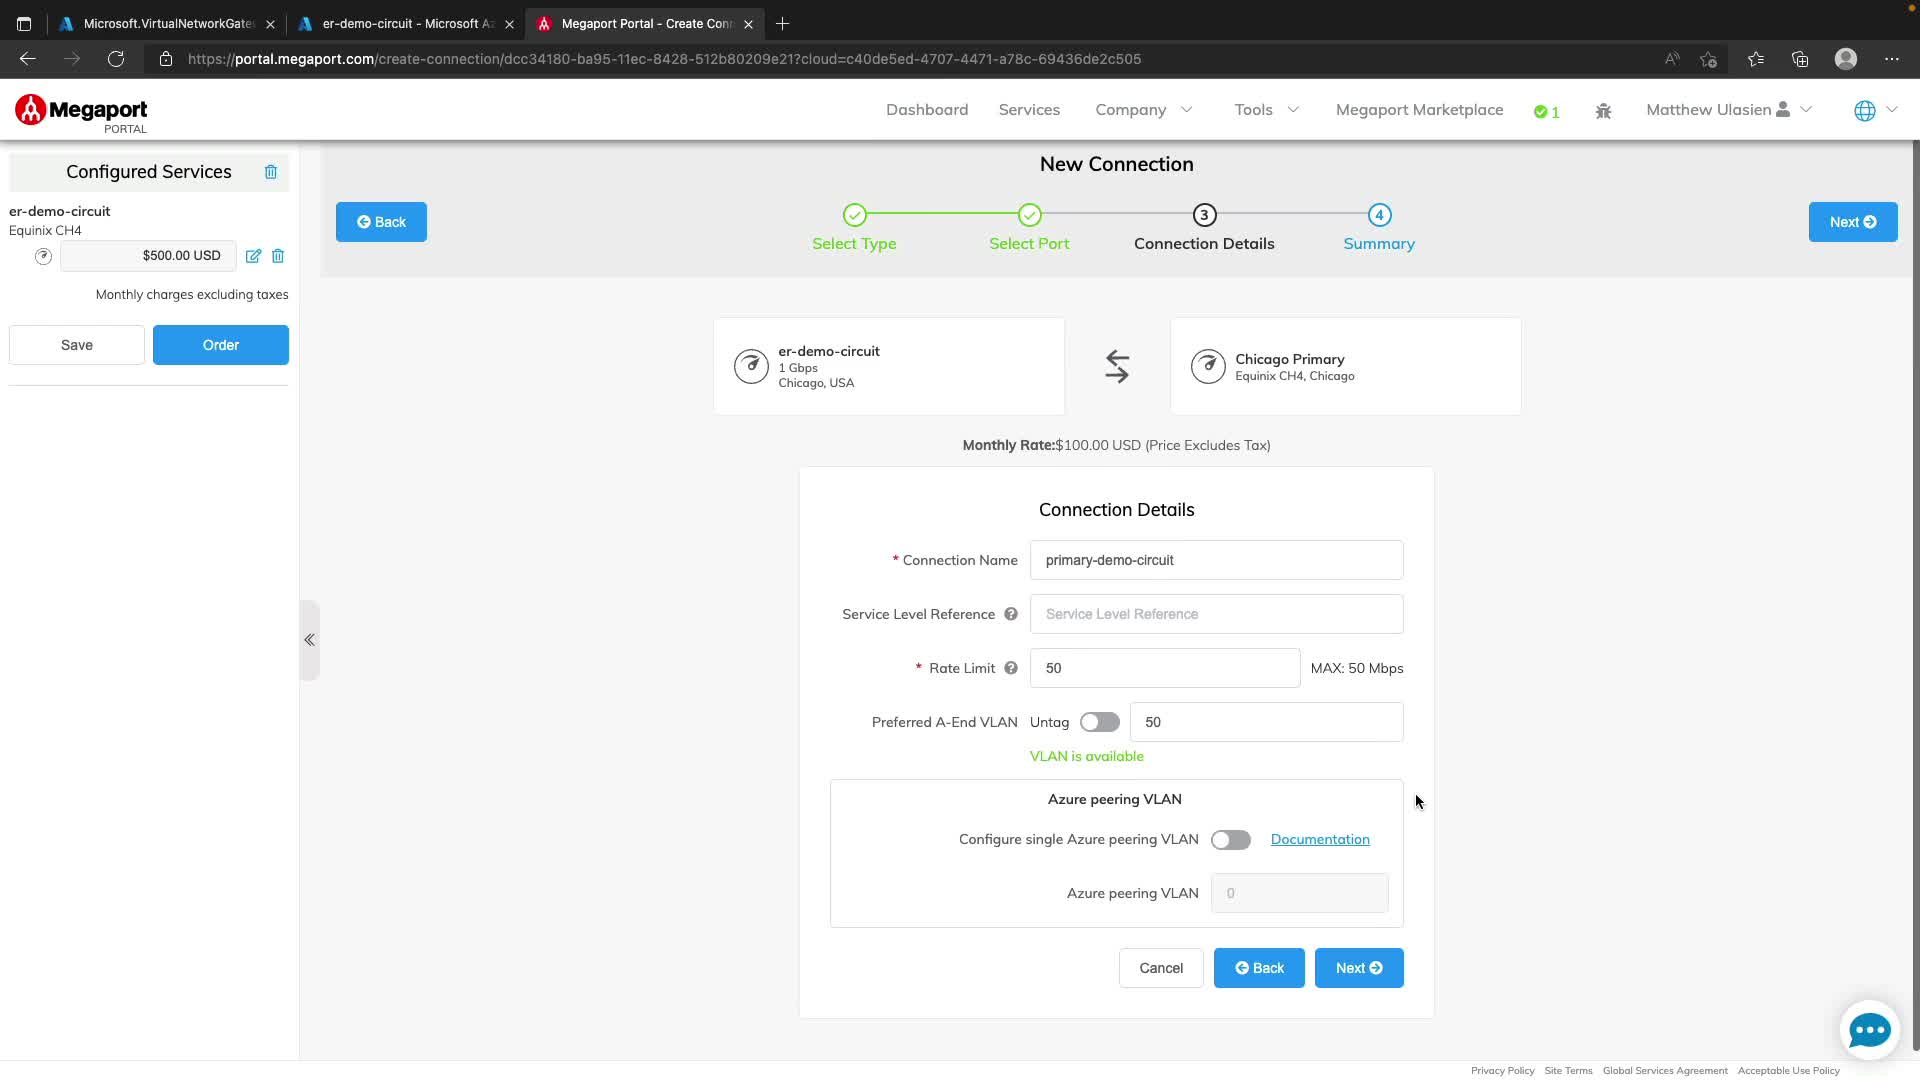 Microsoft.VirtualNetworkGate
er-demo-circuit - Microsoft Az
Megaport Portal - Create Conn
https://portal.megaport.com/create-connection/dcc34180-ba95-11ec-8428-512b80209e21?cloud=c40de5ed-4707-4471-a78c-69436de2c505
Megaport
PORTAL
Dashboard
Services
Company
Tools
Megaport Marketplace
1
Matthew Ulasien
Configured Services
er-demo-circuit
Equinix CH4
$500.00 USD
Monthly charges excluding taxes
Save
Order
New Connection
Back
Next
3
4
Select Type
Select Port
Connection Details
Summary
er-demo-circuit
1 Gbps
Chicago, USA
Chicago Primary
Equinix CH4, Chicago
Monthly Rate:$100.00 USD (Price Excludes Tax)
Connection Details
* Connection Name
primary-demo-circuit
Service Level Reference
Service Level Reference
* Rate Limit
50
MAX: 50 Mbps
Preferred A-End VLAN
Untag
50
VLAN is available
Azure peering VLAN
Configure single Azure peering VLAN
Documentation
Azure peering VLAN
0
Cancel
Back
Next
Privacy Policy
Site Terms
Global Services Agreement
Acceptable Use Policy